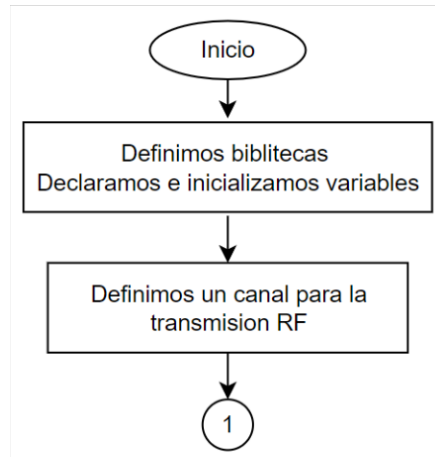 Inicio
Definimos biblitecas
Declaramos e inicializamos variables
Definimos un canal para la
transmision RF
1